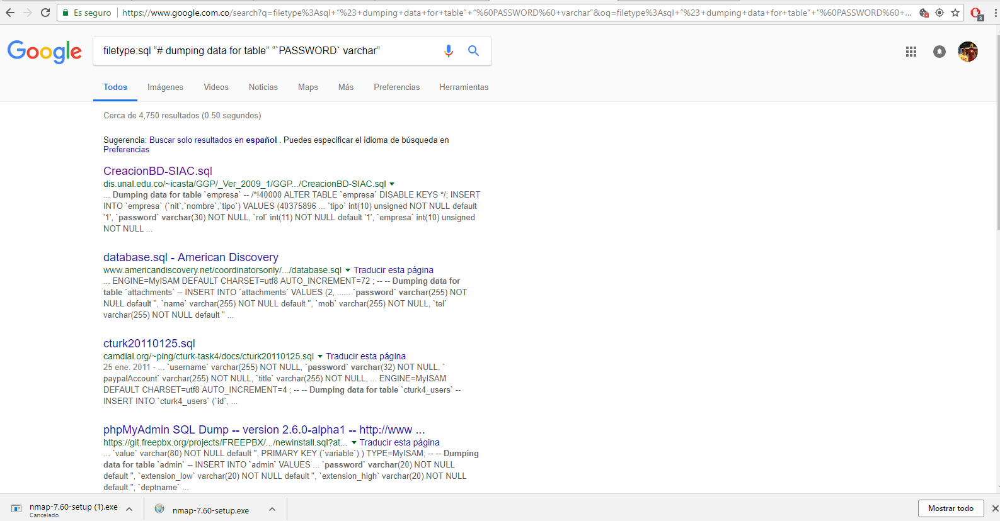 Es seguro
https://www.google.com.co/search?q=filetype%3Asql+"%23+dumping+data+for+table"+"%60PASSWORD%60+varchar"&oq=filetype%3Asql+"%23+dumping+data+for+table"+"%60PASSWORD%60+...
3
Google
filetype:sql “# dumping data for table” “`PASSWORD` varchar”
Todos Imágenes Videos Noticias Maps Más Preferencias Herramientas
Cerca de 4,750 resultados (0.50 segundos)
Sugerencia: Buscar solo resultados en español . Puedes especificar el idioma de búsqueda en
Preferencias
CreacionBD-SIAC.sql
dis.unal.edu.co/~icasta/GGP/_Ver_2009_1/GGP.../CreacionBD-SIAC.sql
... Dumping data for table `empresa` -- /*!40000 ALTER TABLE `empresa` DISABLE KEYS */; INSERT
INTO `empresa` (`nit`,`nombre`,`tipo`) VALUES (40375896 ... `tipo` int(10) unsigned NOT NULL default
'1', `password` varchar(30) NOT NULL, `rol` int(11) NOT NULL default '1', `empresa` int(10) unsigned
NOT NULL ...
database.sql - American Discovery
www.americandiscovery.net/coordinatorsonly/.../database.sql Traducir esta página
... ENGINE=MyISAM DEFAULT CHARSET=utf8 AUTO_INCREMENT=72 ; -- -- Dumping data for
table `attachments` -- INSERT INTO `attachments` VALUES (2, ...... `password` varchar(255) NOT
NULL default '', `name` varchar(255) NOT NULL default '', `mob` varchar(255) NOT NULL, `tel`
varchar(255) NOT NULL default '' ...
cturk20110125.sql
camdial.org/~ping/cturk-task4/docs/cturk20110125.sql Traducir esta página
25 ene. 2011 - ... `username` varchar(255) NOT NULL, `password` varchar(32) NOT NULL, `
paypalAccount` varchar(255) NOT NULL, `title` varchar(255) NOT NULL, ... ENGINE=MyISAM
DEFAULT CHARSET=utf8 AUTO_INCREMENT=4 ; -- -- Dumping data for table `cturk4_users` --
INSERT INTO `cturk4_users` (`id`, ...
phpMyAdmin SQL Dump -- version 2.6.0-alpha1 -- http://www ...
https://git.freepbx.org/projects/FREEPBX/.../newinstall.sql?at... Traducir esta página
... `value` varchar(80) NOT NULL default '', PRIMARY KEY (`variable`) ) TYPE=MyISAM; -- -- Dumping
data for table `admin` -- INSERT INTO `admin` VALUES ... `password` varchar(20) NOT NULL
default '', `extension_low` varchar(20) NOT NULL default '', `extension_high` varchar(20) NOT NULL
default '', `deptname` ...
nmap-7.60-setup (1).exe
Cancelado
nmap-7.60-setup.exe
Mostrar todo